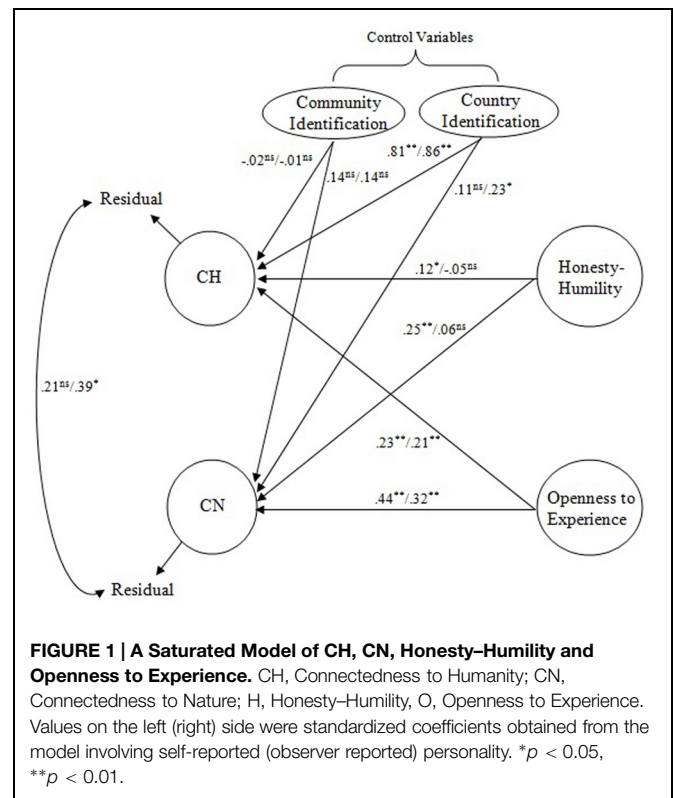 Control Variables
Community
Identification
Country
Identification
-.02ns/-.01ns
.14ns/.14ns
.81**/.86**
.11ns/.23*
Residual
CH
.12*/-.05ns
Honesty-
Humility
.25**/.06ns
.21ns/.39*
.23**/.21**
CN
.44**/.32**
Openness to
Experience
Residual
FIGURE 1 | A Saturated Model of CH, CN, Honesty–Humility and
Openness to Experience. CH, Connectedness to Humanity; CN,
Connectedness to Nature; H, Honesty–Humility, O, Openness to Experience.
Values on the left (right) side were standardized coefficients obtained from the
model involving self-reported (observer reported) personality. *p < 0.05,
**p < 0.01.